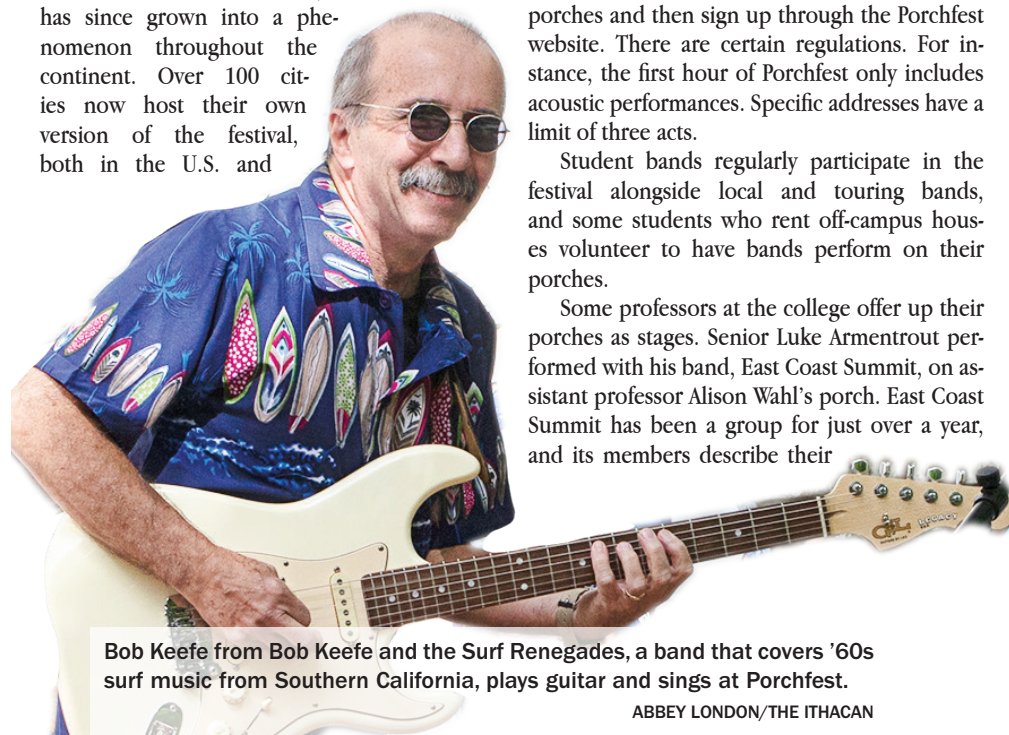 has since grown into a phe-
nomenon throughout the
continent. Over 100 cit-
ies now host their own
version of the festival,
both in the U.S. and
porches and then sign up through the Porchfest
website. There are certain regulations. For in-
stance, the first hour of Porchfest only includes
acoustic performances. Specific addresses have a
limit of three acts.
Student bands regularly participate in the
festival alongside local and touring bands,
and some students who rent off-campus hous-
es volunteer to have bands perform on their
porches.
Some professors at the college offer up their
porches as stages. Senior Luke Armentrout per-
formed with his band, East Coast Summit, on as-
sistant professor Alison Wahl’s porch. East Coast
Summit has been a group for just over a year,
and its members describe their
G&L
LEGACY
Bob Keefe from Bob Keefe and the Surf Renegades, a band that covers ’60s
surf music from Southern California, plays guitar and sings at Porchfest.
ABBEY LONDON/THE ITHACAN